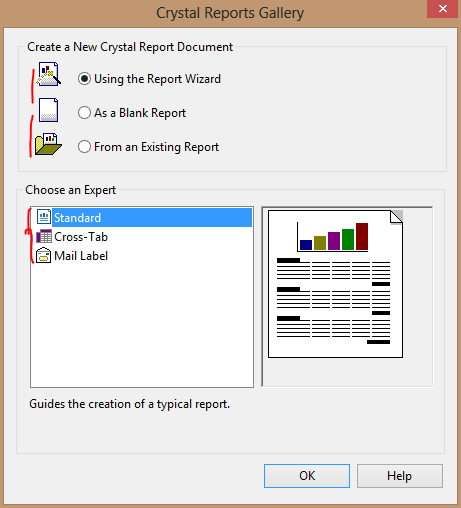 Crystal Reports Gallery
Create a New Crystal Report Document
Using the Report Wizard
As a Blank Report
From an Existing Report
Choose an Expert
Standard
Cross-Tab
Mail Label
Guides the creation of a typical report.
OK
Help